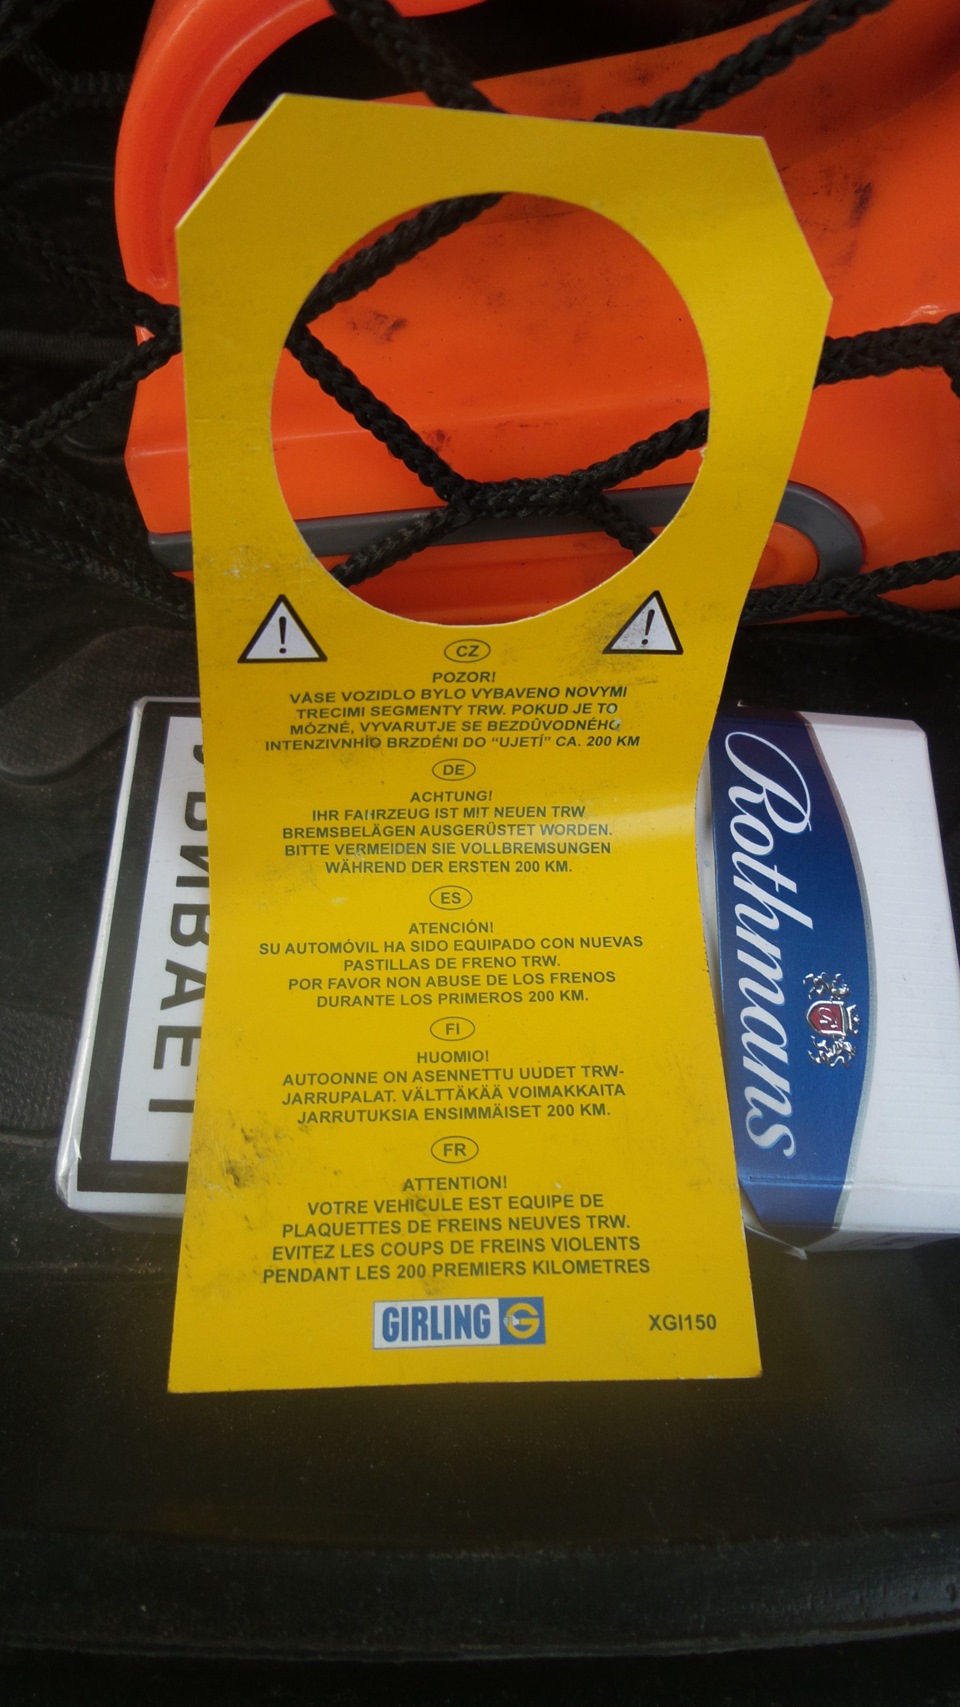 CZ
POZOR!
VÁSE VOZIDLO BYLO VYBAVENO NOVYMI
TRECIMI SEGMENTY TRW. POKUD JE TO
MÓZNÉ, VYVARUTJE SE BEZDŮVODNÉHO
INTENZIVNHÍO BRZDÉNI DO “UJETÍ” CA. 200 KM
DE
ACHTUNG!
IHR FAHRZEUG IST MIT NEUEN TRW
BREMSBELÄGEN AUSGERÜSTET WORDEN.
BITTE VERMEIDEN SIE VOLLBREMSUNGEN
WÄHREND DER ERSTEN 200 KM.
ES
ATENCIÓN!
SU AUTOMÓVIL HA SIDO EQUIPADO CON NUEVAS
PASTILLAS DE FRENO TRW.
POR FAVOR NON ABUSE DE LOS FRENOS
DURANTE LOS PRIMEROS 200 KM.
FI
HUOMIO!
AUTOONNE ON ASENNETTU UUDET TRW-
JARRUPALAT. VÄLTTÄKÄÄ VOIMAKKAITA
JARRUTUKSIA ENSIMMÄISET 200 KM.
FR
ATTENTION!
VOTRE VEHICULE EST EQUIPE DE
PLAQUETTES DE FREINS NEUVES TRW.
EVITEZ LES COUPS DE FREINS VIOLENTS
PENDANT LES 200 PREMIERS KILOMETRES
GIRLING G
XGI150
Rothmans